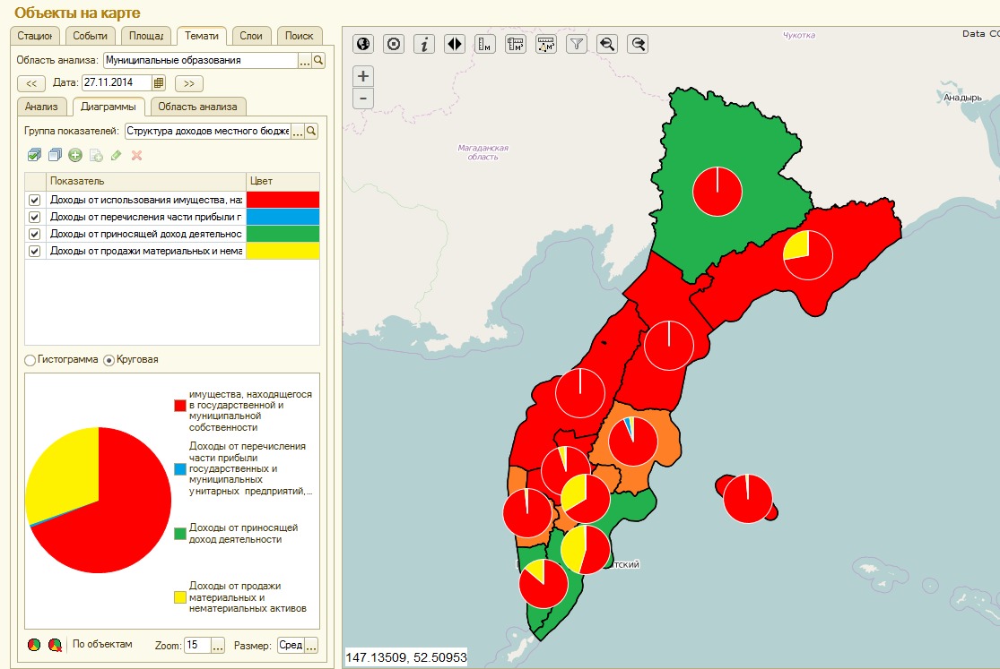 Объекты на карте
Стацион
Событи
Площад
Темати
Слои
Поиск
Область анализа:
Муниципальные образования
...
<<
Дата:
27.11.2014
>>
Анализ
Диаграммы
Область анализа
Группа показателей:
Структура доходов местного бюдже
...
Показатель
Цвет
Доходы от использования имущества, на
Доходы от перечисления части прибыли г
Доходы от приносящей доход деятельнос
Доходы от продажи материальных и нема
Гистограмма
Круговая
имущества, находящегося
в государственной и
муниципальной
собственности
Доходы от перечисления
части прибыли
государственных и
муниципальных
унитарных предприятий,...
Доходы от приносящей
доход деятельности
Доходы от продажи
материальных и
нематериальных активов
По объектам
Zoom:
15
...
Размер:
Сред
...
i
м
м
м
+
-
Чукотка
Data CC
Анадырь
Магаданская
область
тский
147.13509, 52.50953